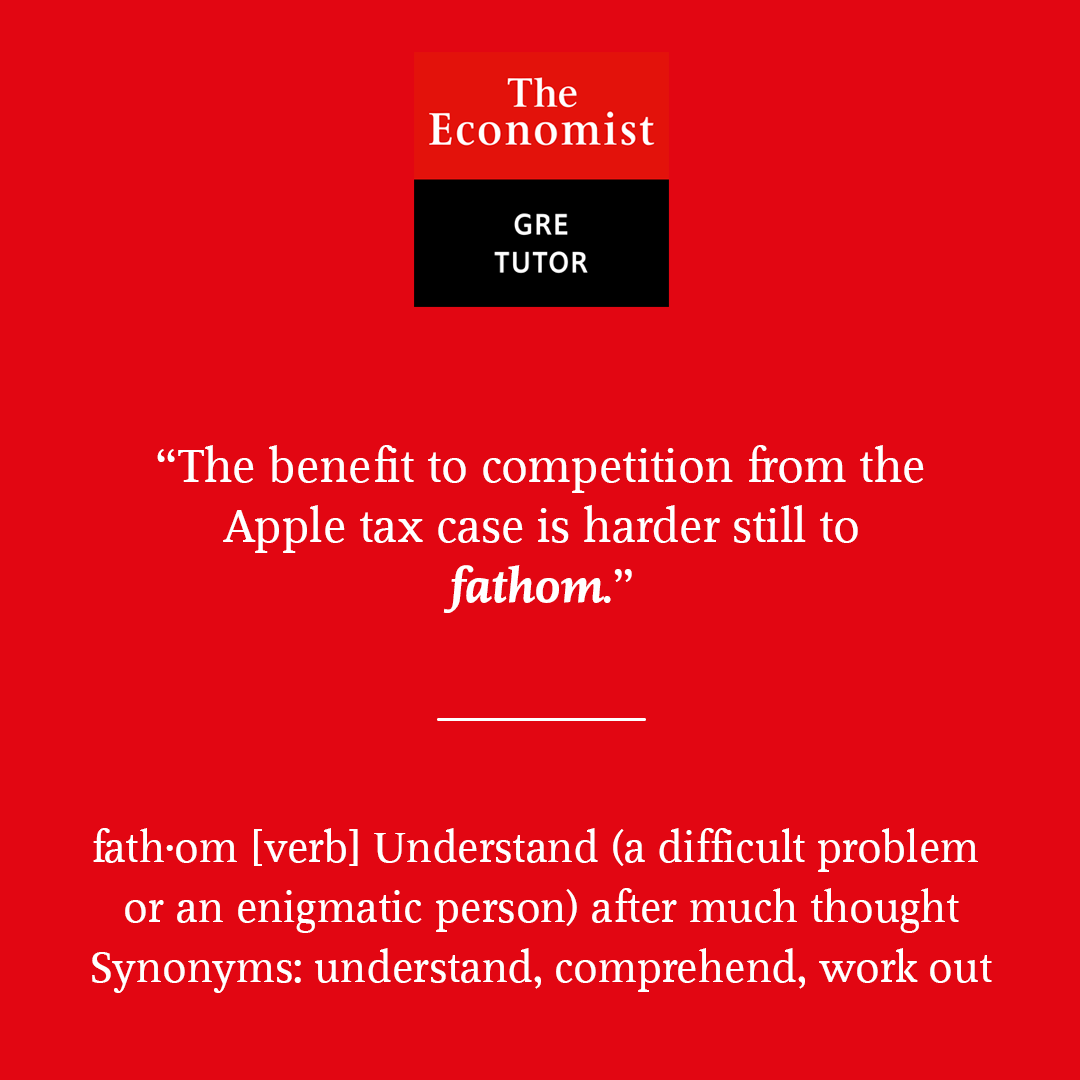 The
Economist
GRE
TUTOR
“The benefit to competition from the
Apple tax case is harder still to
fathom.”
fath·om [verb] Understand (a difficult problem
or an enigmatic person) after much thought
Synonyms: understand, comprehend, work out